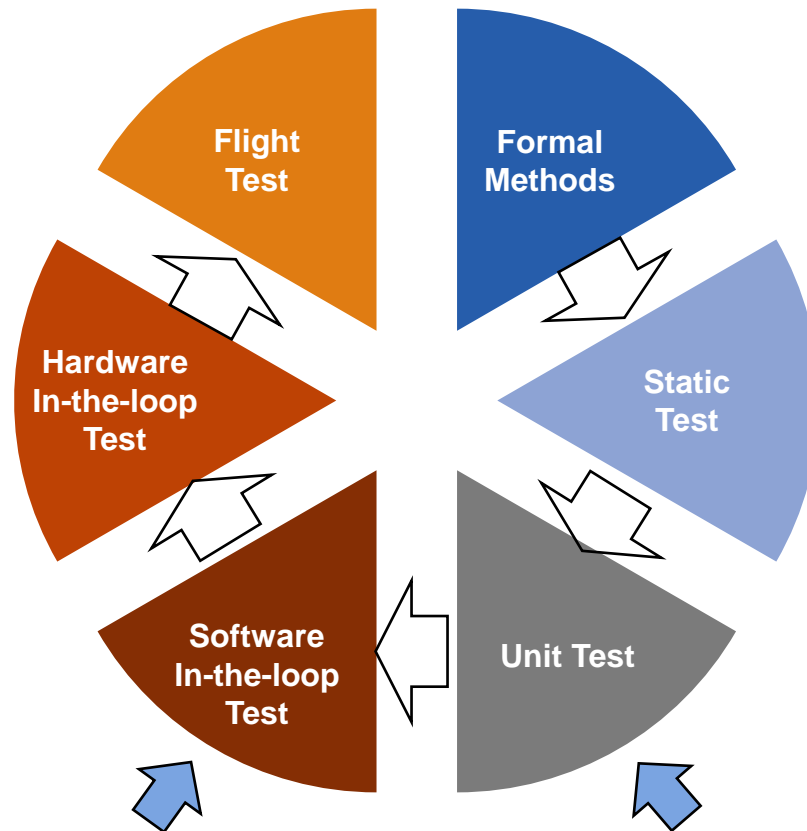 Flight
Test
Formal
Methods
Hardware
In-the-loop
Test
Static
Test
Software
In-the-loop
Test
Unit Test